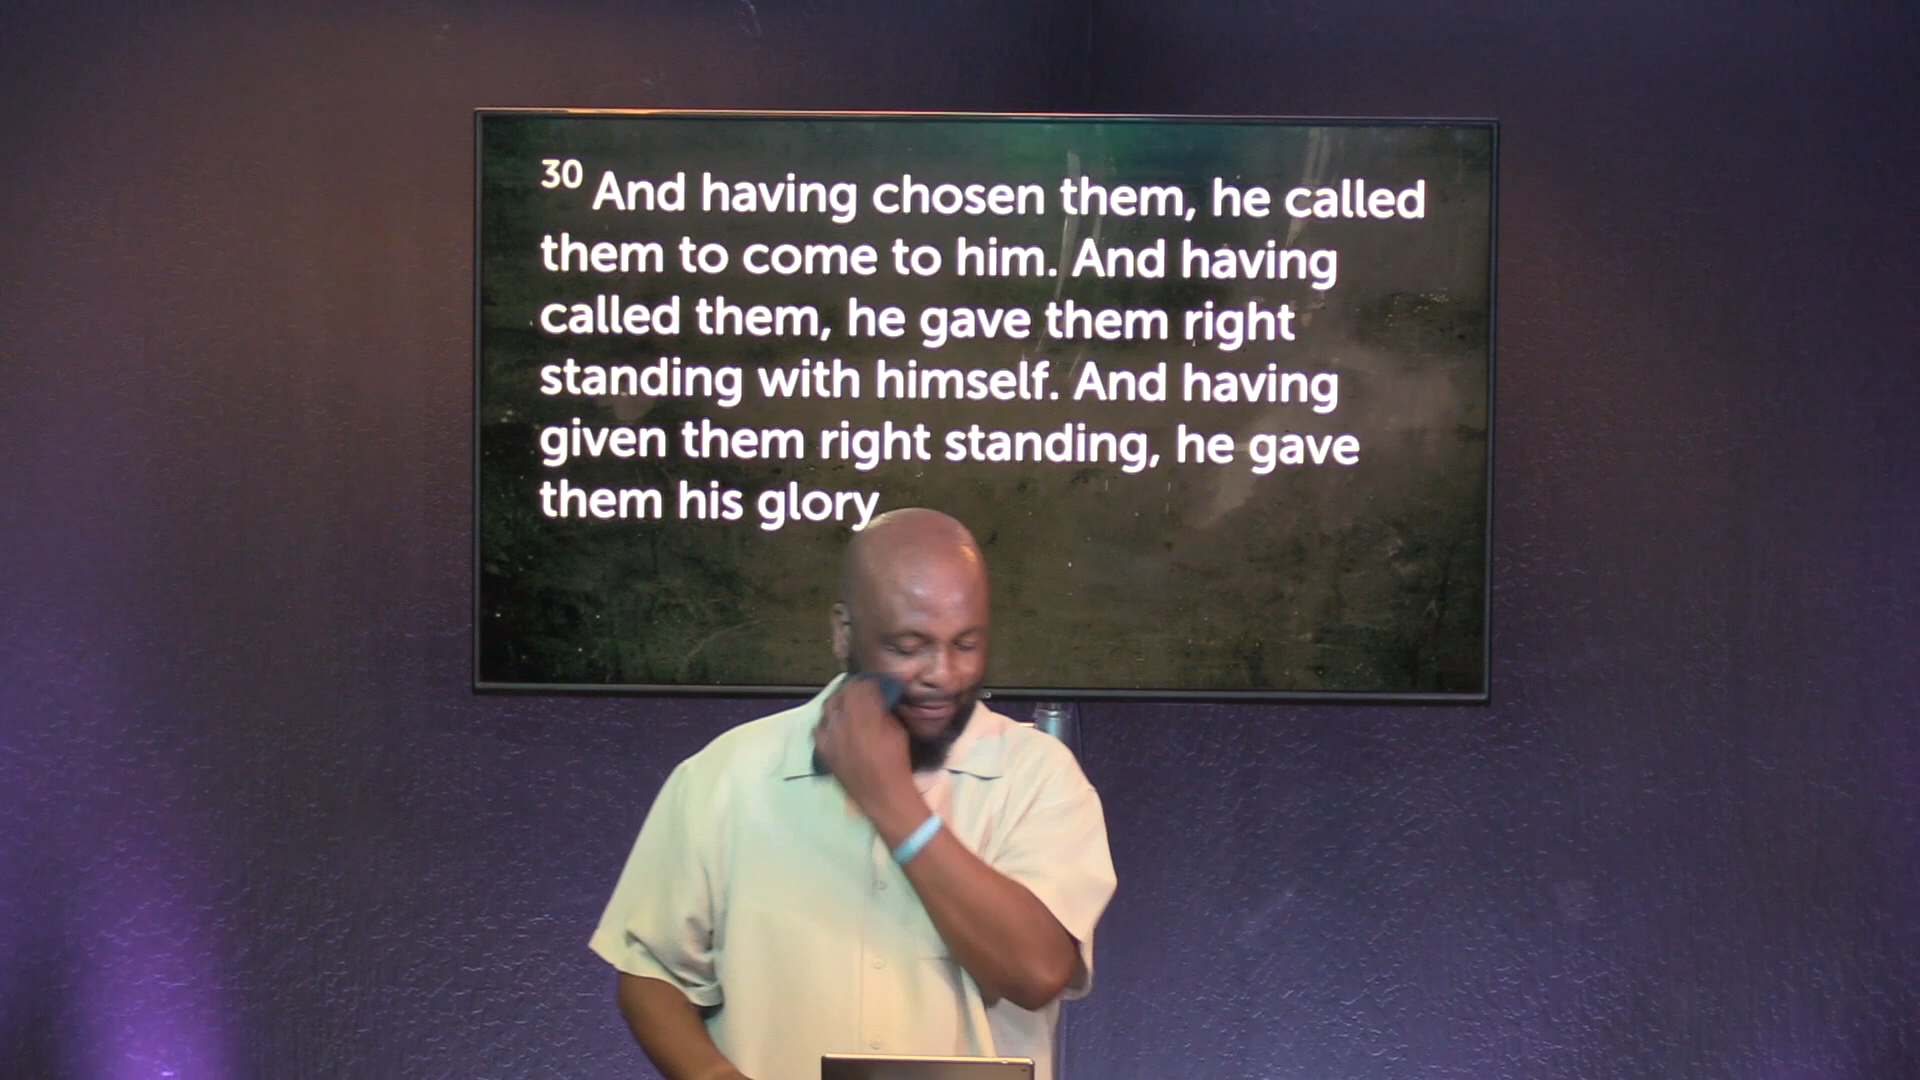 30 And having chosen them, he called
them to come to him. And having
called them, he gave them right
standing with himself. And having
given them right standing, he gave
them his glory